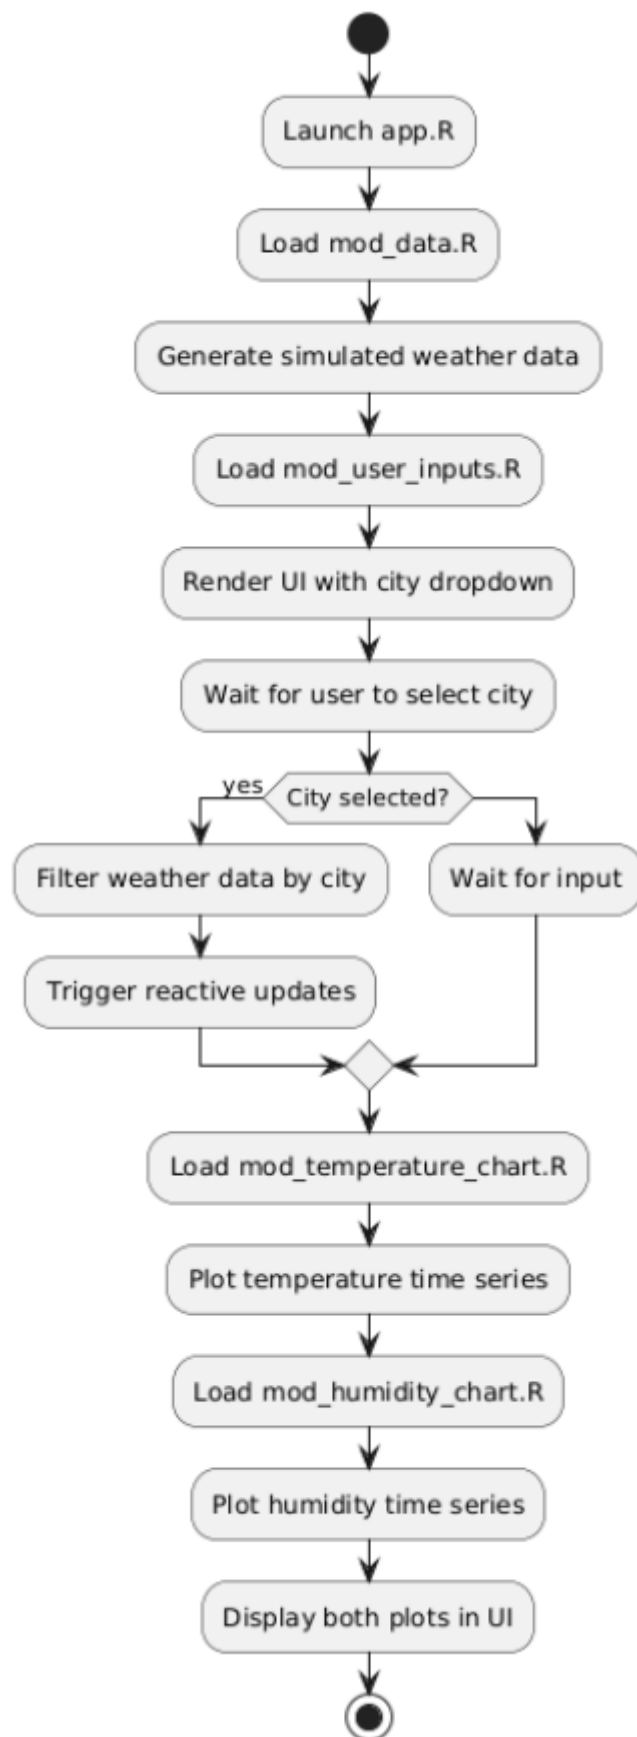 Launch app.R
Load mod_data.R
Generate simulated weather data
Load mod_user_inputs.R
Render UI with city dropdown
Wait for user to select city
yes
City selected?
Filter weather data by city
Wait for input
Trigger reactive updates
Load mod_temperature_chart.R
Plot temperature time series
Load mod_humidity_chart.R
Plot humidity time series
Display both plots in UI